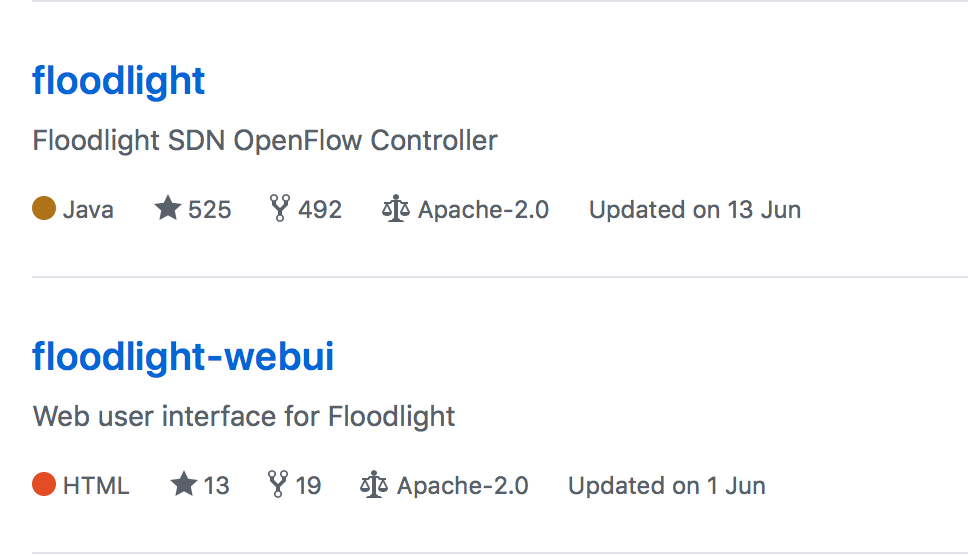 floodlight
Floodlight SDN OpenFlow Controller
Java 525 492 Apache-2.0 Updated on 13 Jun
floodlight-webui
Web user interface for Floodlight
HTML 13 19 Apache-2.0 Updated on 1 Jun